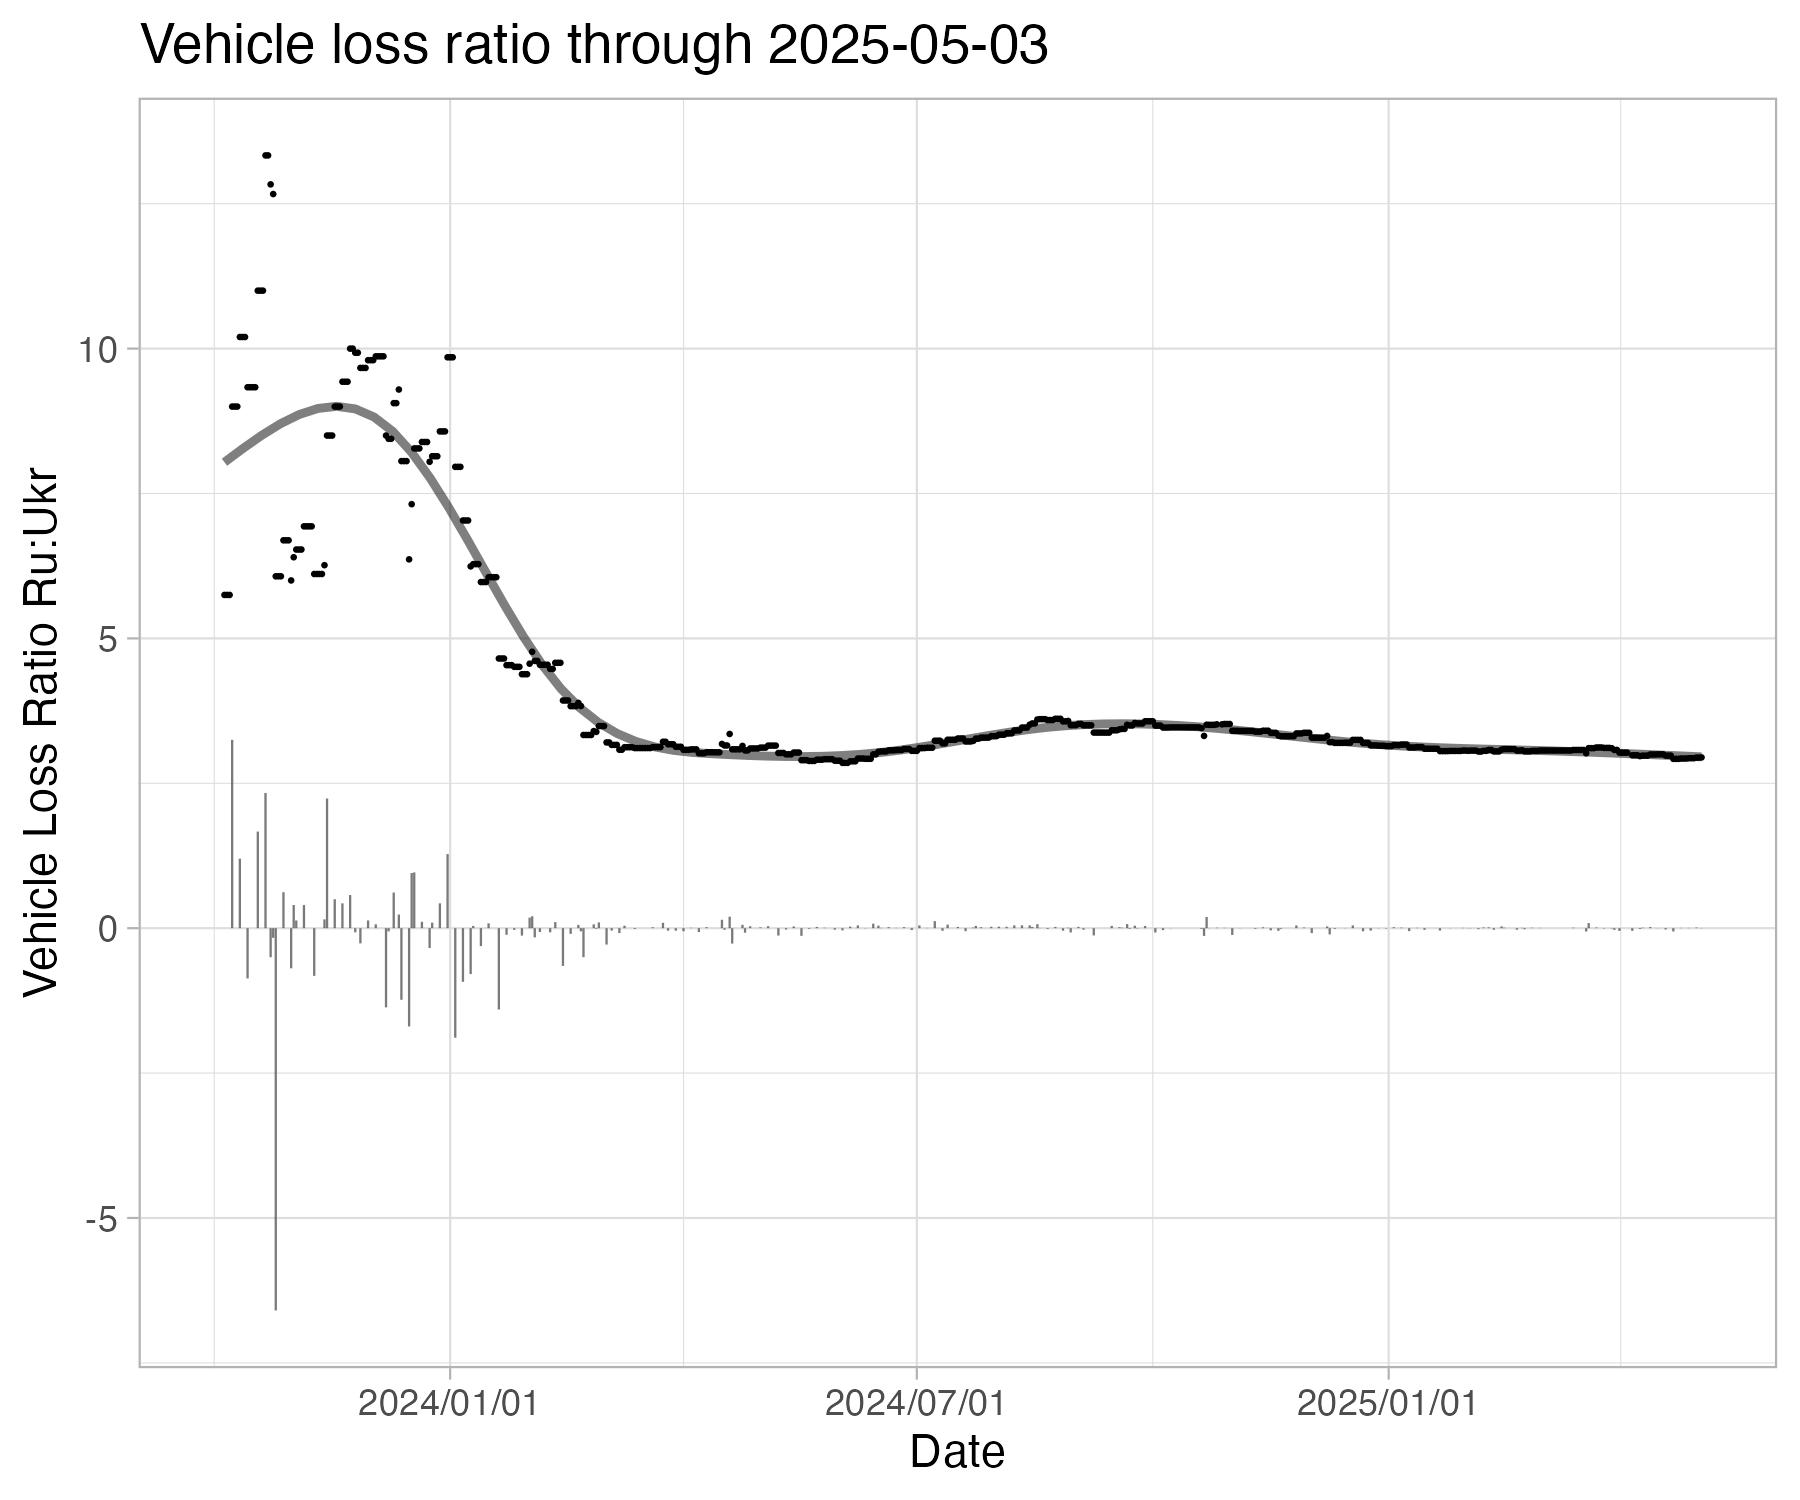 Vehicle loss ratio through 2025-05-03
Vehicle Loss Ratio Ru:Ukr
10
5
0
-5
2024/01/01
2024/07/01
2025/01/01
Date